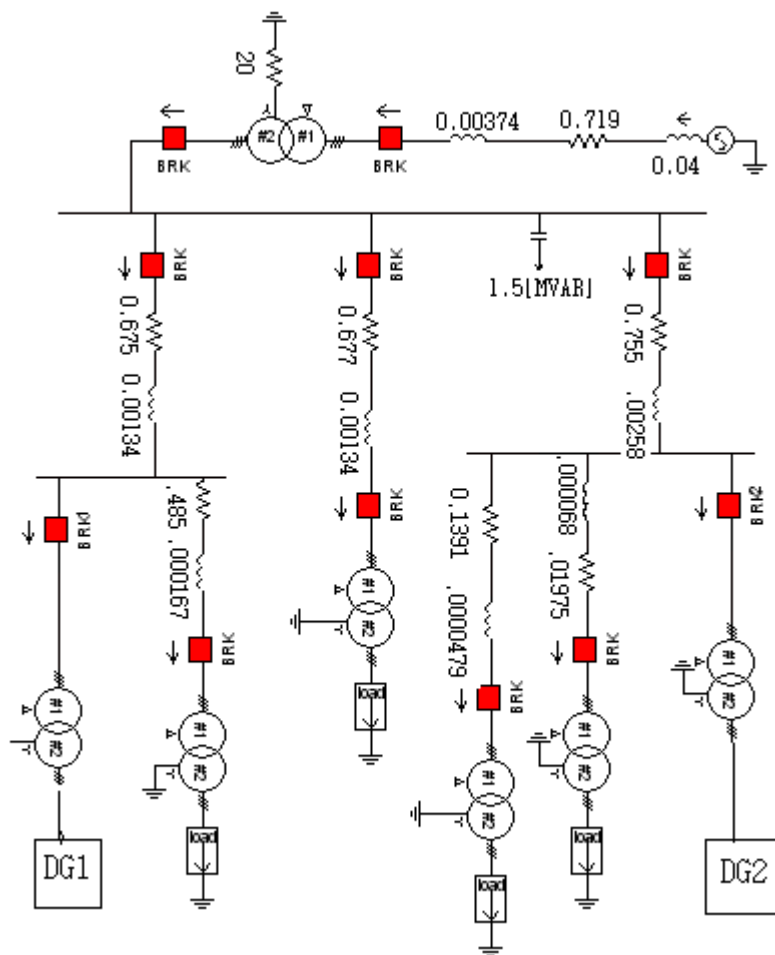 20
#2 #1
BRK
BRK
0.00374
0.719
0.04
BRK
0.675
0.00134
BRK
0.677
0.00134
1.5[MVAR]
BRK
0.755
.00258
BRK1
#1
#2
DG1
.485
.000167
BRK
#1
#2
load
BRK
#1
#2
load
0.1391
.0000479
BRK
#1
#2
load
.000068
.01975
BRK
#1
#2
load
BRK2
#1
#2
DG2